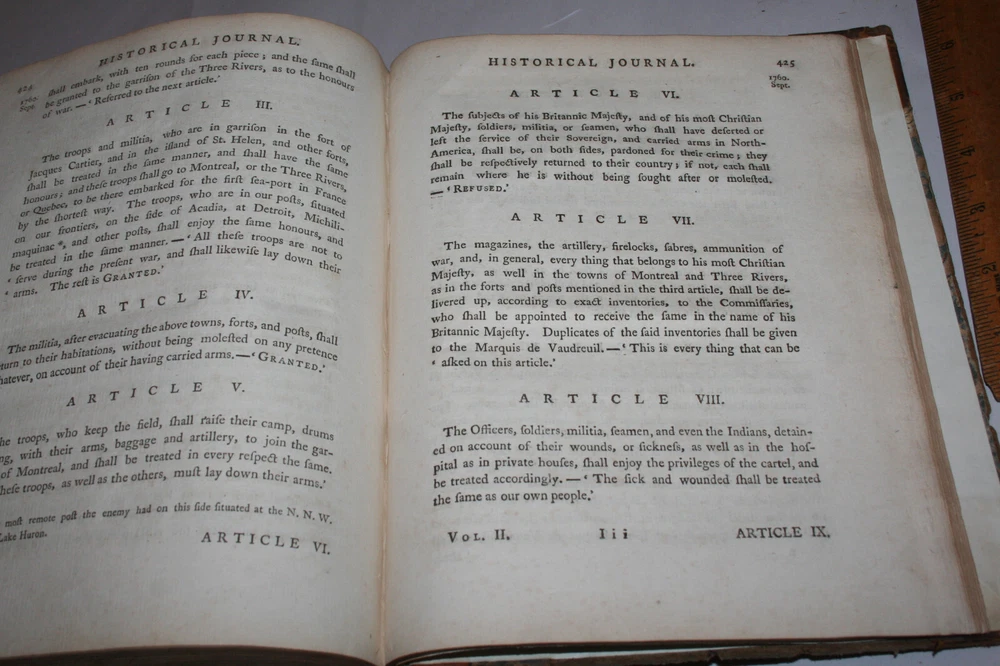 HISTORICAL JOURNAL.
424
1760.
Sept.
ſhall embark, with ten rounds for each piece; and the ſame ſhall
be granted to the garriſon of the Three Rivers, as to the honours
of war.—‘Referred to the next article.’
ARTICLE III.
The troops and militia, who are in garriſon in the fort of
Jacques Cartier, and in the iſland of St. Helen, and other forts,
ſhall be treated in the ſame manner, and ſhall have the ſame
honours; and theſe troops ſhall go to Montreal, or the Three Rivers,
or Quebec, to be there embarked for the firſt ſea-port in France
by the ſhorteſt way. The troops, who are in our poſts, ſituated
on our frontiers, on the ſide of Acadia, at Detroit, Michili-
maquinac *, and other poſts, ſhall enjoy the ſame honours, and
be treated in the ſame manner.—‘All theſe troops are not to
‘ ſerve during the preſent war, and ſhall likewiſe lay down their
‘ arms. The reſt is GRANTED.’
ARTICLE IV.
The militia, after evacuating the above towns, forts, and poſts, ſhall
return to their habitations, without being moleſted on any pretence
whatever, on account of their having carried arms.—‘GRANTED.’
ARTICLE V.
The troops, who keep the field, ſhall raiſe their camp, drums
with their arms, baggage and artillery, to join the gar-
of Montreal, and ſhall be treated in every reſpect the ſame.
Theſe troops, as well as the others, muſt lay down their arms.’
moſt remote poſt the enemy had on this ſide ſituated at the N. N. W.
Lake Huron.
ARTICLE VI.
HISTORICAL JOURNAL. 425
1760.
Sept.
ARTICLE VI.
The ſubjects of his Britannic Majeſty, and of his moſt Chriſtian
Majeſty, ſoldiers, militia, or ſeamen, who ſhall have deſerted or
left the ſervice of their Sovereign, and carried arms in North-
America, ſhall be, on both ſides, pardoned for their crime; they
ſhall be reſpectively returned to their country; if not, each ſhall
remain where he is without being ſought after or moleſted.
—‘REFUSED.’
ARTICLE VII.
The magazines, the artillery, firelocks, ſabres, ammunition of
war, and, in general, every thing that belongs to his moſt Chriſtian
Majeſty, as well in the towns of Montreal and Three Rivers,
as in the forts and poſts mentioned in the third article, ſhall be de-
livered up, according to exact inventories, to the Commiſſaries,
who ſhall be appointed to receive the ſame in the name of his
Britannic Majeſty. Duplicates of the ſaid inventories ſhall be given
to the Marquis de Vaudreuil.—‘This is every thing that can be
‘ aſked on this article.’
ARTICLE VIII.
The Officers, ſoldiers, militia, ſeamen, and even the Indians, detain-
ed on account of their wounds, or ſickneſs, as well as in the hoſ-
pital as in private houſes, ſhall enjoy the privileges of the cartel, and
be treated accordingly.—‘The ſick and wounded ſhall be treated
the ſame as our own people.’
VOL. II. Iii ARTICLE IX.